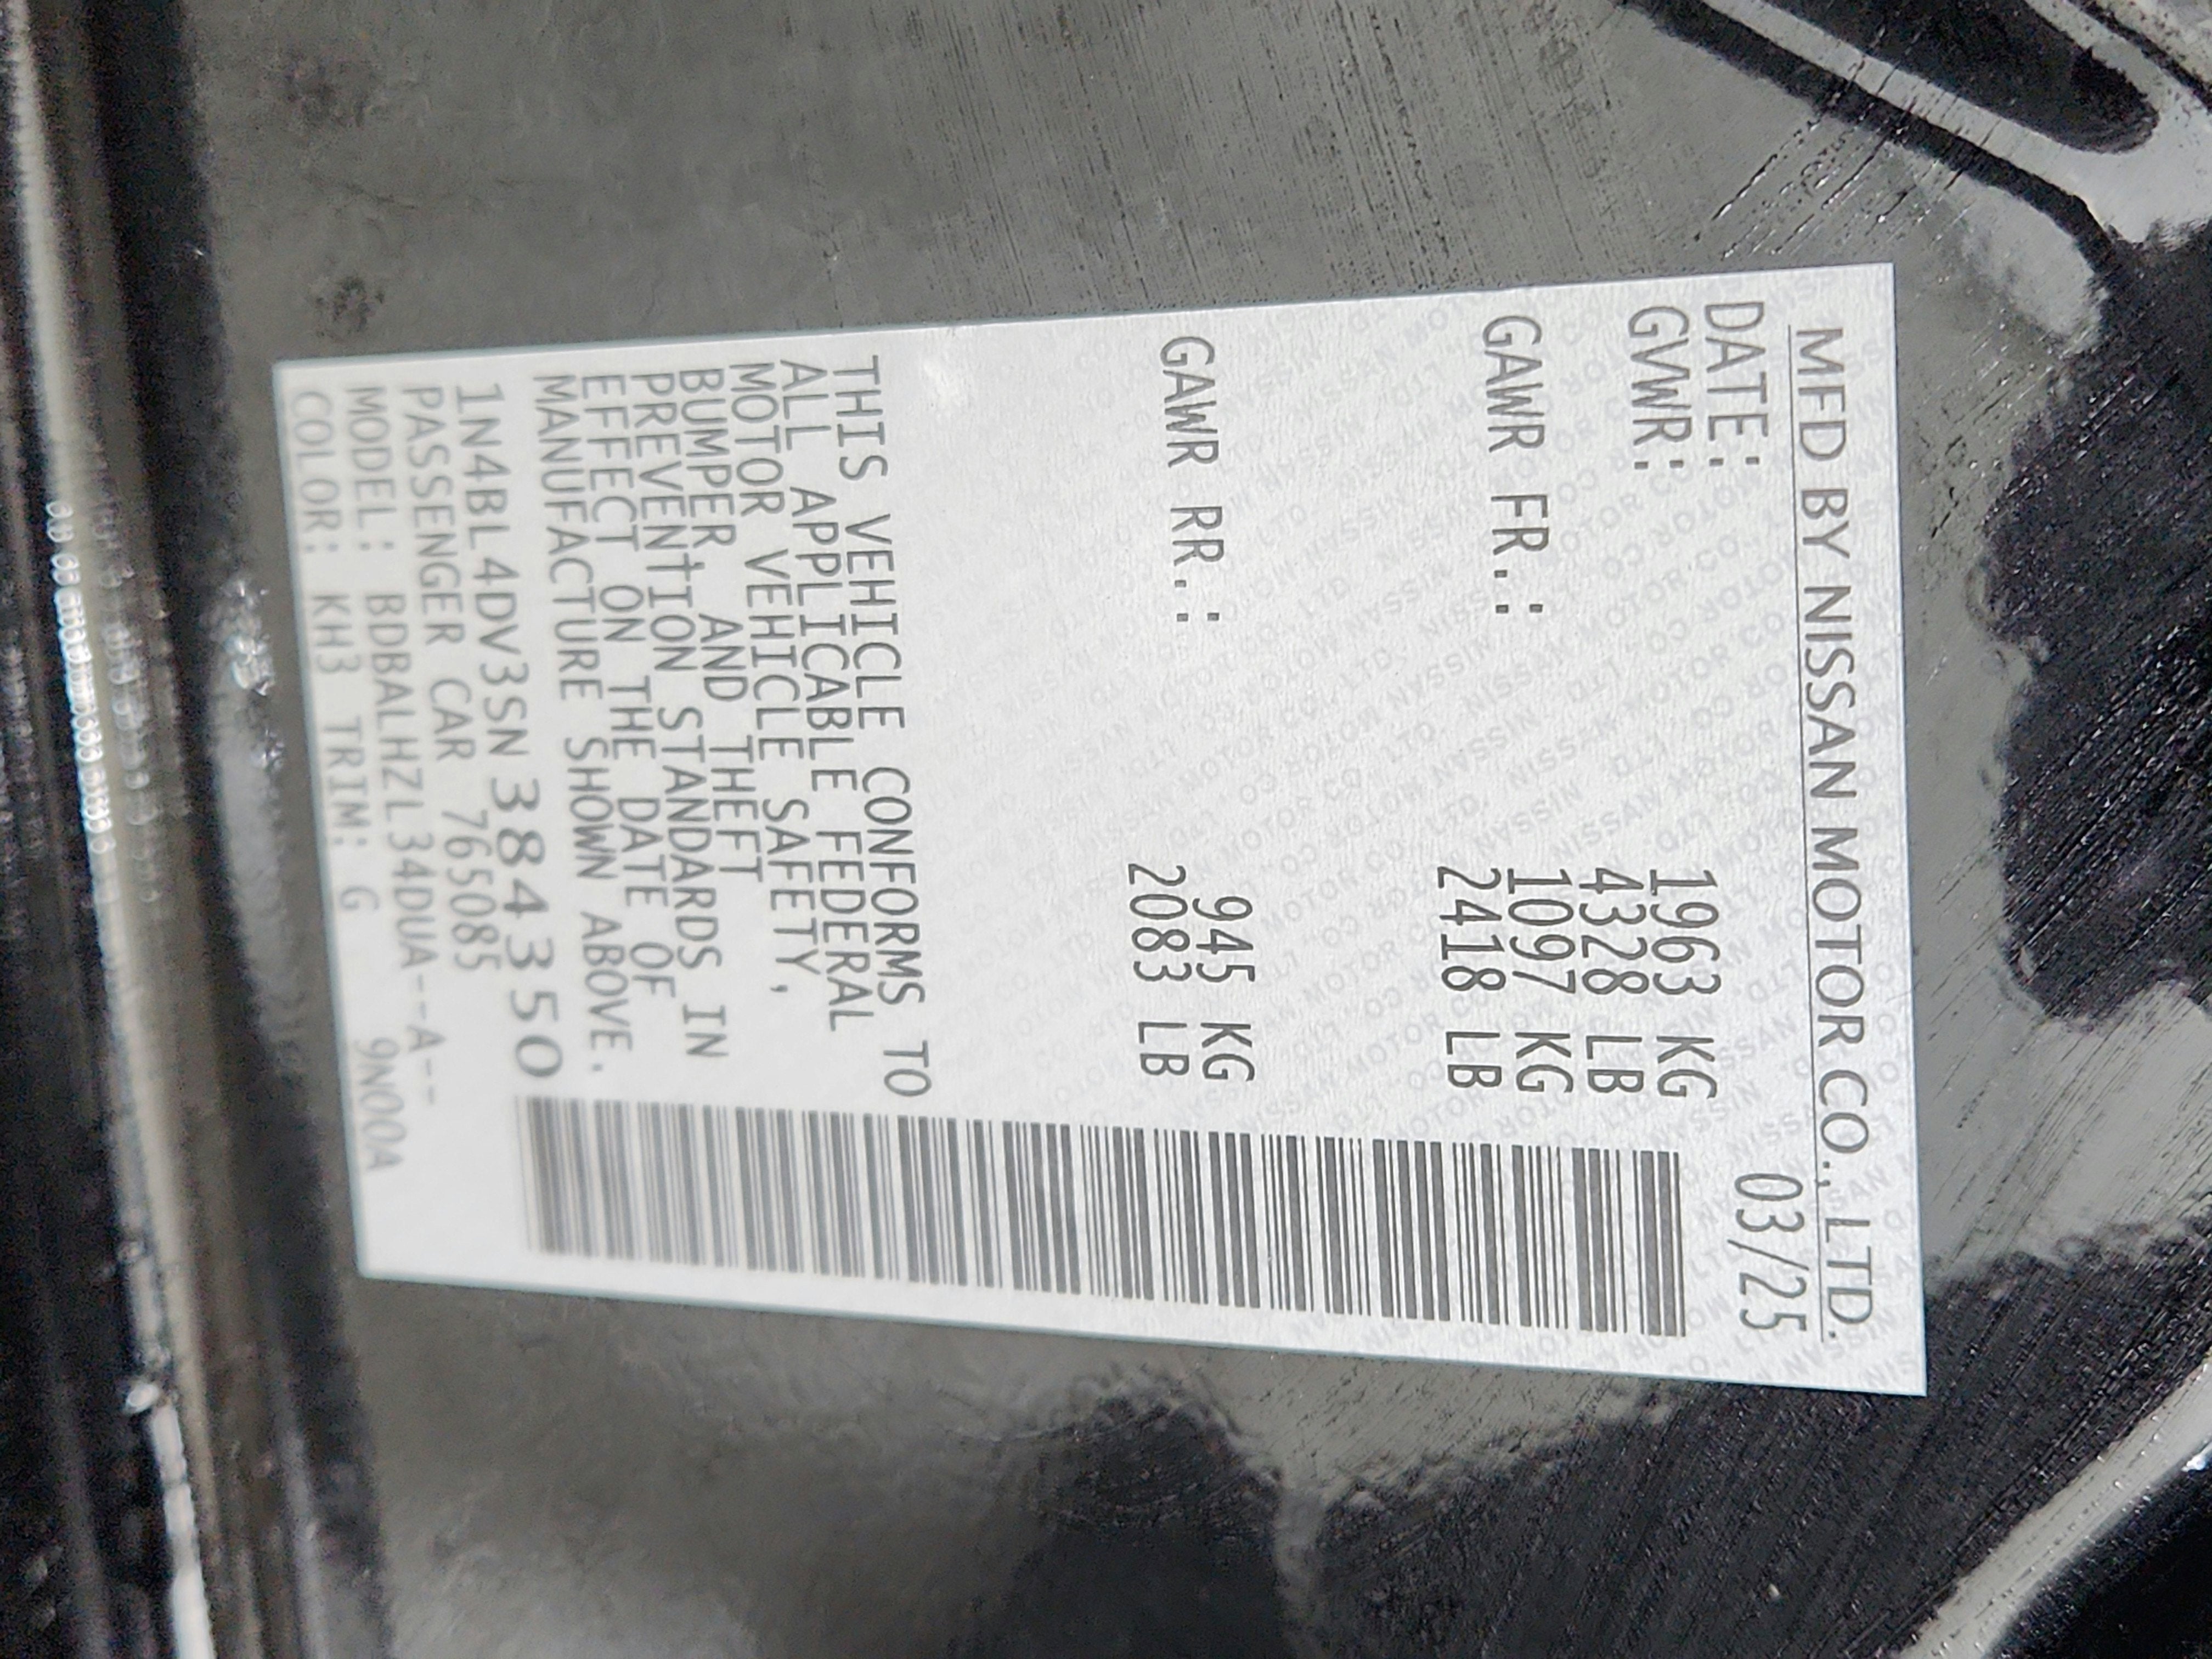 MFD BY NISSAN MOTOR CO., LTD.
DATE: 03/25
GVWR: 1963 KG
4328 LB
GAWR FR.: 1097 KG
2418 LB
GAWR RR.: 945 KG
2083 LB
THIS VEHICLE CONFORMS TO
ALL APPLICABLE FEDERAL
MOTOR VEHICLE SAFETY,
BUMPER, AND THEFT
PREVENTION STANDARDS IN
EFFECT ON THE DATE OF
MANUFACTURE SHOWN ABOVE.
1N4BL4DV3SN384350
PASSENGER CAR 765085
MODEL: BDBALHZL34DUA--A--
COLOR: KH3 TRIM: G 9N00A